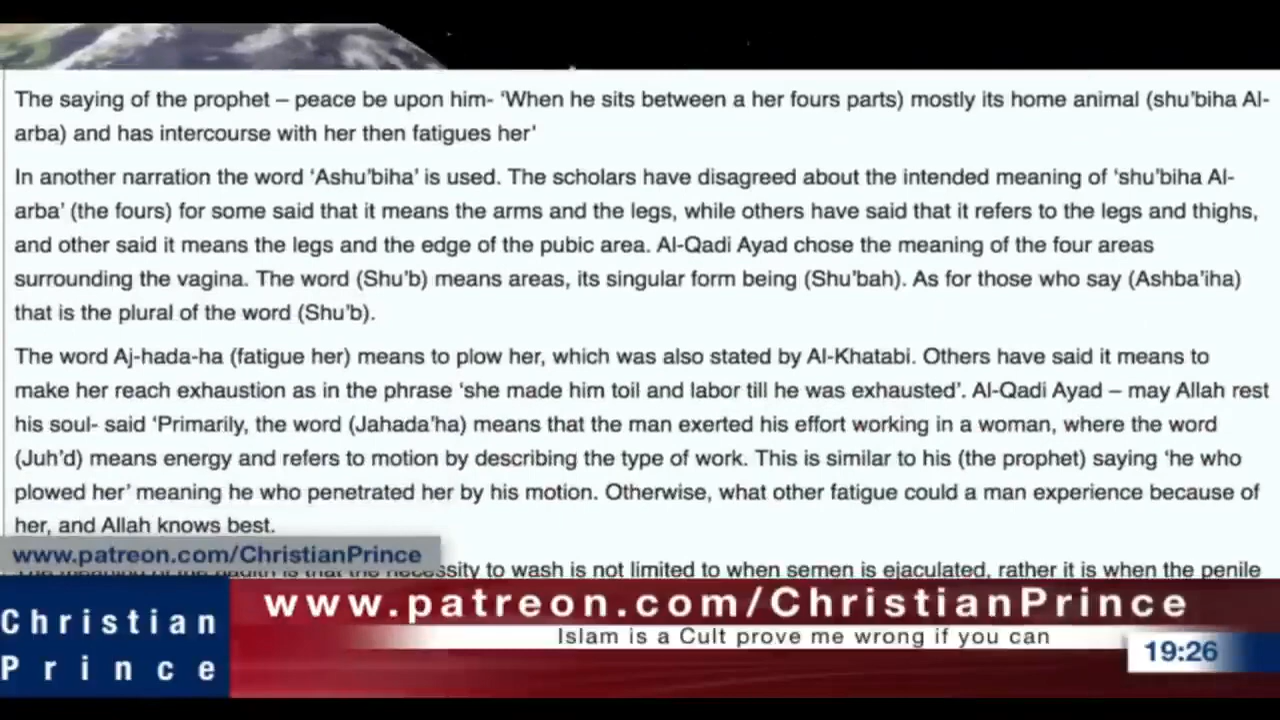 The saying of the prophet – peace be upon him- ‘When he sits between a her fours parts) mostly its home animal (shu’biha Al-
arba) and has intercourse with her then fatigues her’
In another narration the word ‘Ashu’biha’ is used. The scholars have disagreed about the intended meaning of ‘shu’biha Al-
arba’ (the fours) for some said that it means the arms and the legs, while others have said that it refers to the legs and thighs,
and other said it means the legs and the edge of the pubic area. Al-Qadi Ayad chose the meaning of the four areas
surrounding the vagina. The word (Shu’b) means areas, its singular form being (Shu’bah). As for those who say (Ashba’iha)
that is the plural of the word (Shu’b).
The word Aj-hada-ha (fatigue her) means to plow her, which was also stated by Al-Khatabi. Others have said it means to
make her reach exhaustion as in the phrase ‘she made him toil and labor till he was exhausted’. Al-Qadi Ayad – may Allah rest
his soul- said ‘Primarily, the word (Jahada’ha) means that the man exerted his effort working in a woman, where the word
(Juh’d) means energy and refers to motion by describing the type of work. This is similar to his (the prophet) saying ‘he who
plowed her’ meaning he who penetrated her by his motion. Otherwise, what other fatigue could a man experience because of
her, and Allah knows best.
www.patreon.com/ChristianPrince
The meaning of the hadith is that the necessity to wash is not limited to when semen is ejaculated, rather it is when the penile
www.patreon.com/ChristianPrince
Islam is a Cult prove me wrong if you can
Christian
Prince
19:26